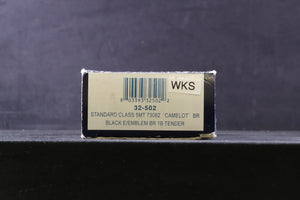 WKS
32-502
STANDARD CLASS 5MT 73082 'CAMELOT' BR
BLACK E/EMBLEM BR 1B TENDER